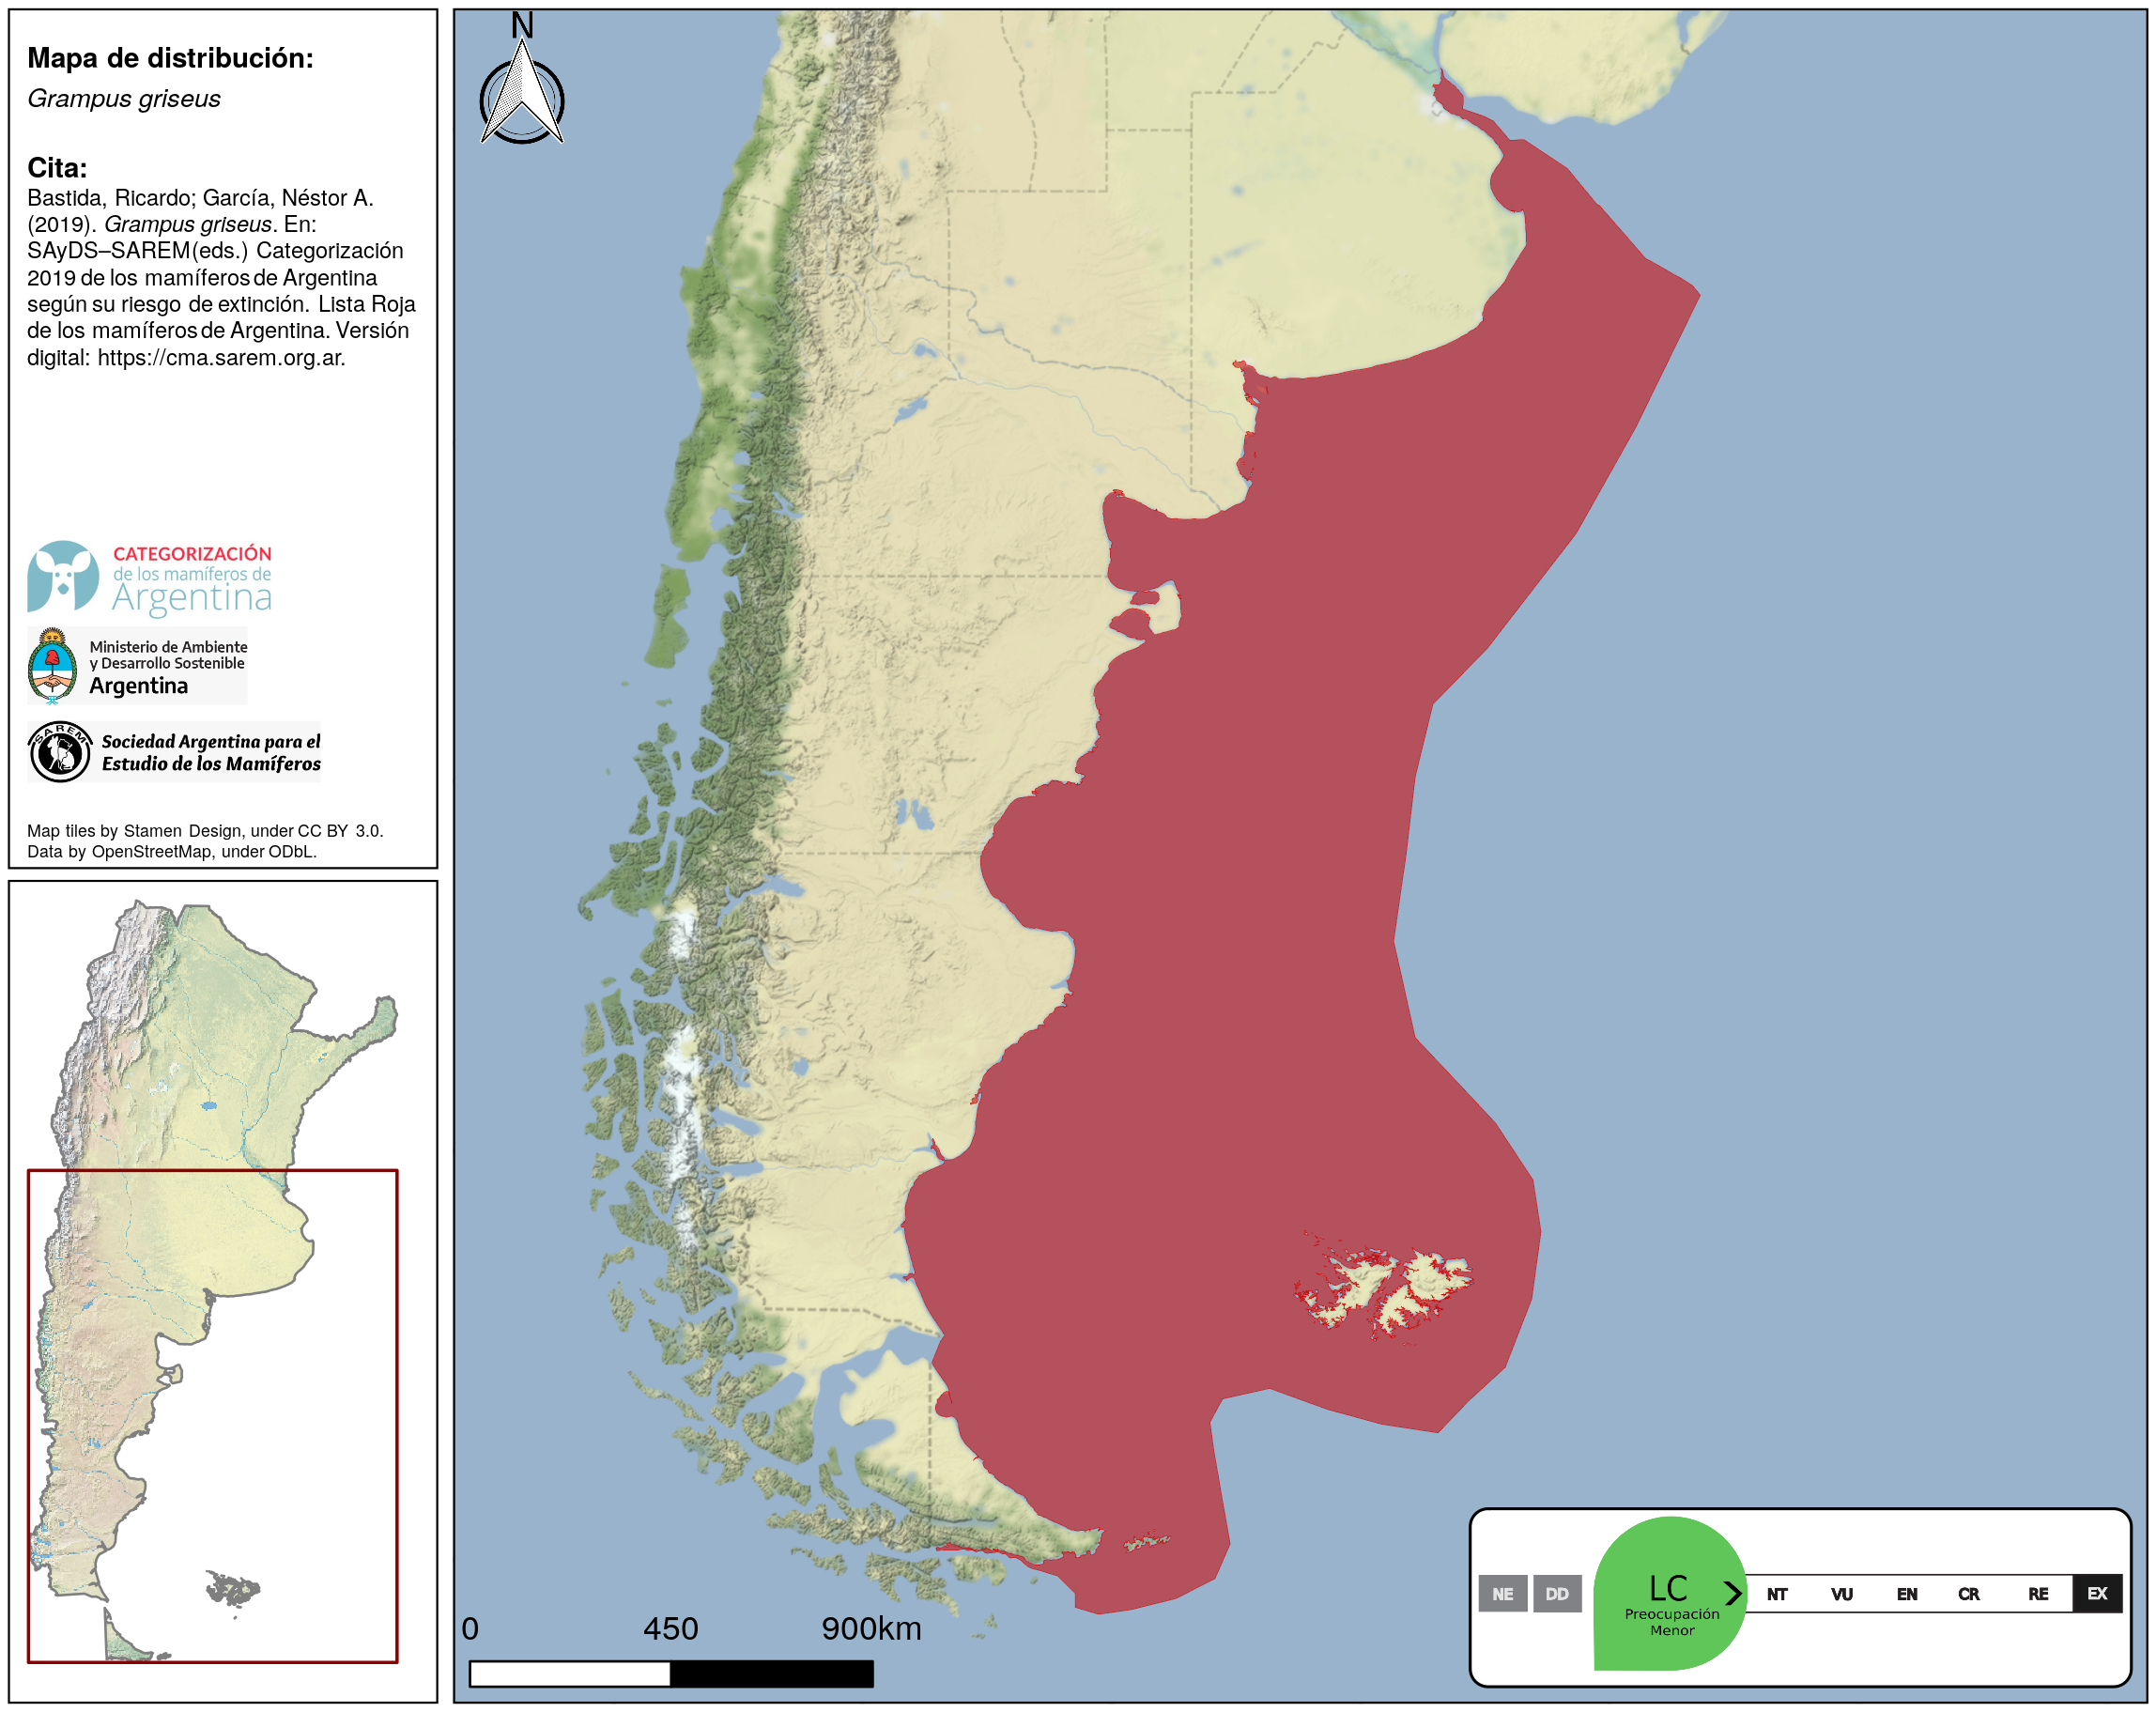 Mapa de distribución:
Grampus griseus
Cita:
Bastida, Ricardo; García, Néstor A.
(2019). Grampus griseus. En:
SAyDS–SAREM(eds.) Categorización
2019 de los mamíferos de Argentina
según su riesgo de extinción. Lista Roja
de los mamíferos de Argentina. Versión
digital: https://cma.sarem.org.ar.
CATEGORIZACIÓN
de los mamíferos de
Argentina
Ministerio de Ambiente
y Desarrollo Sostenible
Argentina
SAREM
Sociedad Argentina para el
Estudio de los Mamíferos
Map tiles by Stamen Design, under CC BY 3.0.
Data by OpenStreetMap, under ODbL.
N
0 450 900km
NE DD LC NT VU EN CR RE EX
Preocupación
Menor